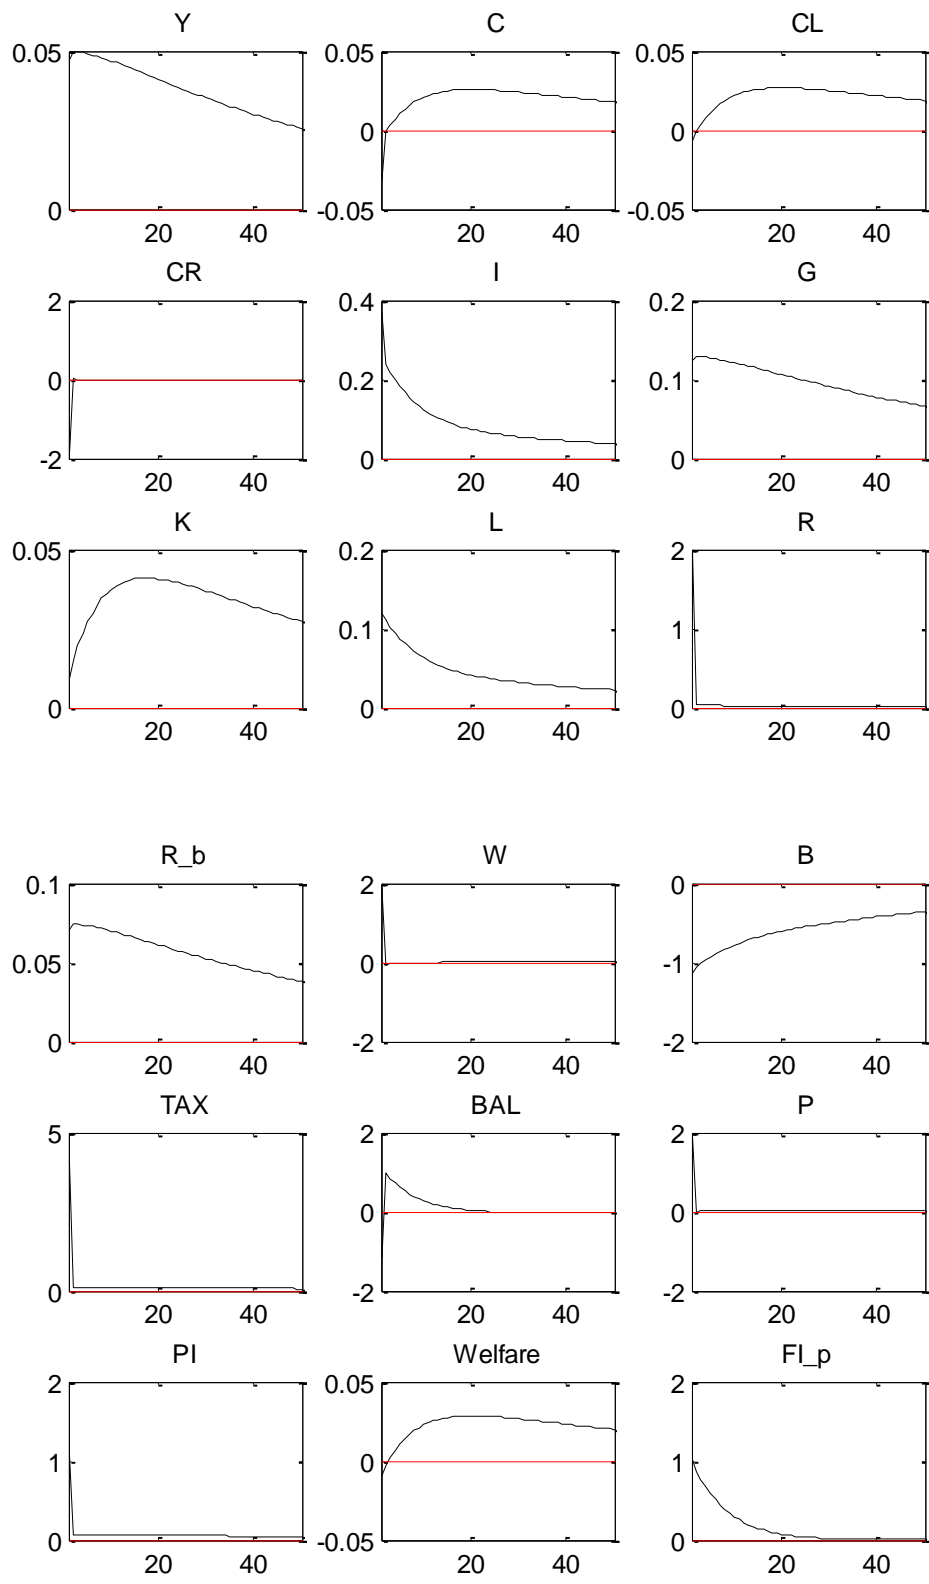 Y C CL
0.05 0.05 0.05
0 0
0 -0.05 -0.05
20 40 20 40 20 40
CR I G
2 0.4 0.2
0 0.2 0.1
-2 0 0
20 40 20 40 20 40
K L R
0.05 0.2 2
0.1 1
0 0 0
20 40 20 40 20 40
R_b W B
0.1 2 0
0.05 0 -1
0 -2 -2
20 40 20 40 20 40
TAX BAL P
5 2 2
0 0
0 -2 -2
20 40 20 40 20 40
PI Welfare FI_p
2 0.05 2
1 0 1
0 -0.05 0
20 40 20 40 20 40